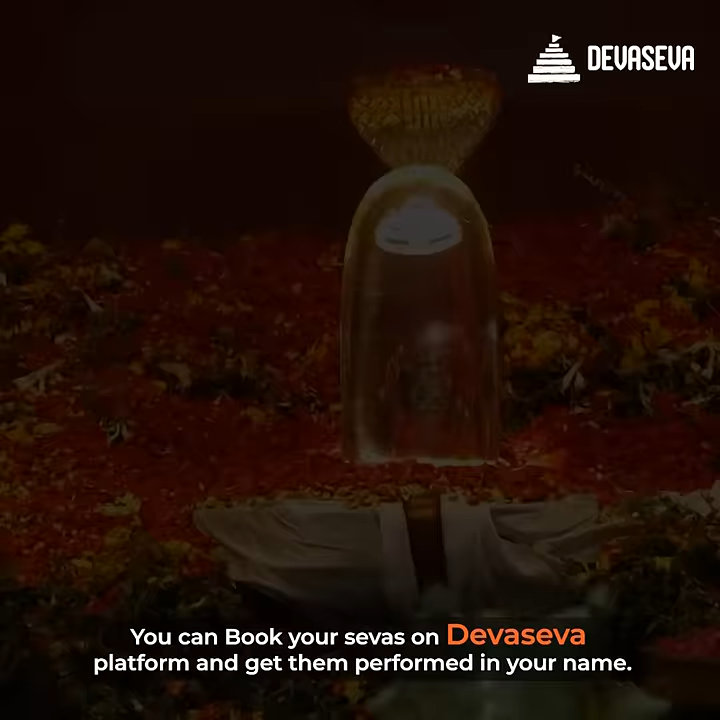 DEVASEVA
You can Book your sevas on Devaseva
platform and get them performed in your name.